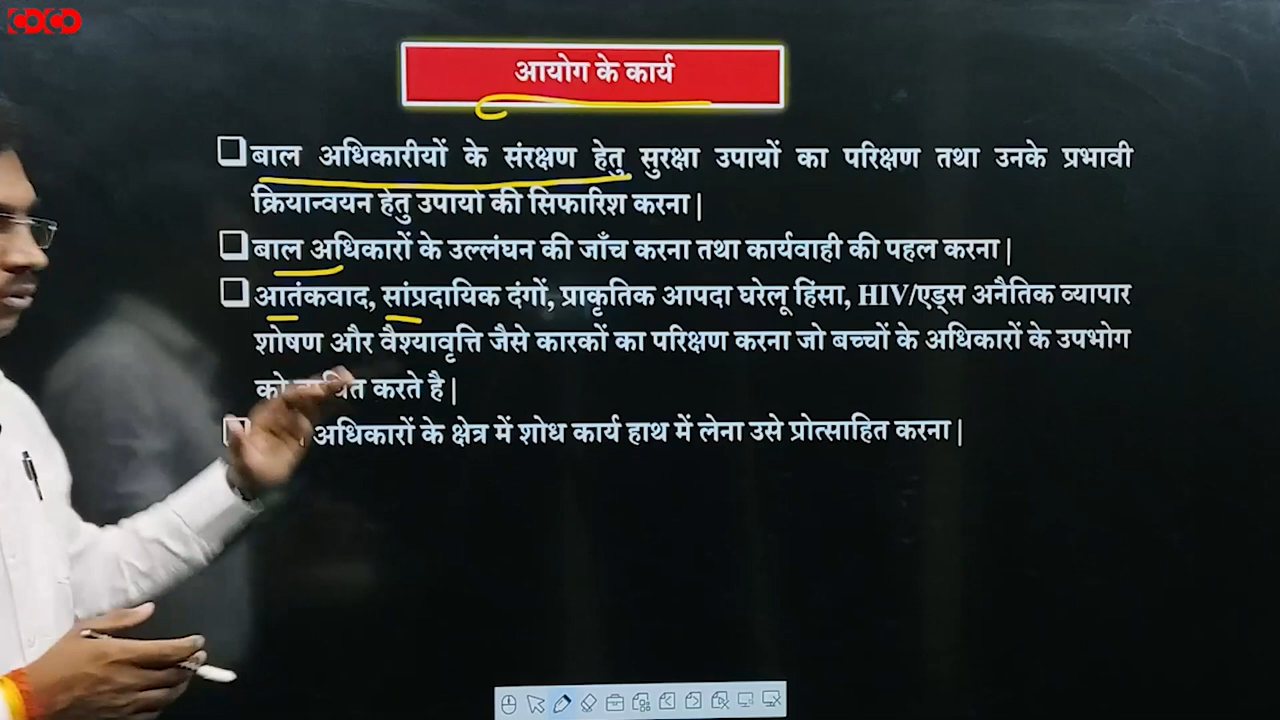 COCO
आयोग के कार्य
बाल अधिकारीयों के संरक्षण हेतु सुरक्षा उपायों का परिक्षण तथा उनके प्रभावी
क्रियान्वयन हेतु उपायो की सिफारिश करना |
बाल अधिकारों के उल्लंघन की जाँच करना तथा कार्यवाही की पहल करना |
आतंकवाद, सांप्रदायिक दंगों, प्राकृतिक आपदा घरेलू हिंसा, HIV/एड्स अनैतिक व्यापार
शोषण और वैश्यावृत्ति जैसे कारकों का परिक्षण करना जो बच्चों के अधिकारों के उपभोग
को करते है |
अधिकारों के क्षेत्र में शोध कार्य हाथ में लेना उसे प्रोत्साहित करना |